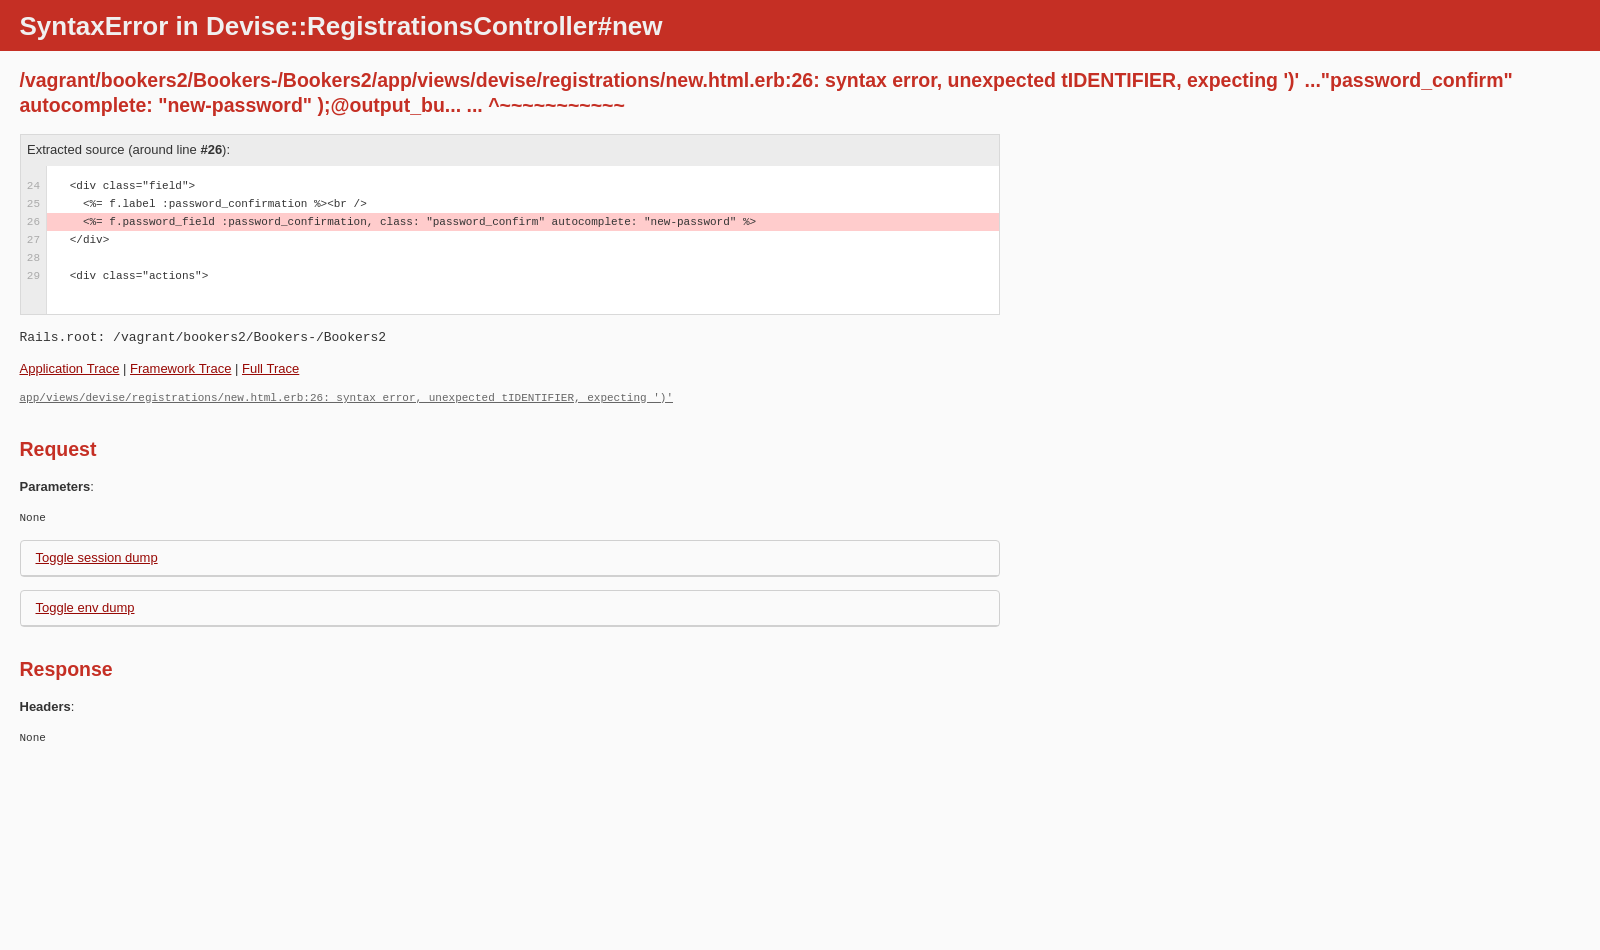 SyntaxError in Devise::RegistrationsController#new
/vagrant/bookers2/Bookers-/Bookers2/app/views/devise/registrations/new.html.erb:26: syntax error, unexpected tIDENTIFIER, expecting ')' ..."password_confirm"
autocomplete: "new-password" );@output_bu... ... ^~~~~~~~~~~~
Extracted source (around line #26):
24   <div class="field">
25     <%= f.label :password_confirmation %><br />
26     <%= f.password_field :password_confirmation, class: "password_confirm" autocomplete: "new-password" %>
27   </div>
28
29   <div class="actions">
Rails.root: /vagrant/bookers2/Bookers-/Bookers2
Application Trace | Framework Trace | Full Trace
app/views/devise/registrations/new.html.erb:26: syntax error, unexpected tIDENTIFIER, expecting ')'
Request
Parameters:
None
Toggle session dump
Toggle env dump
Response
Headers:
None